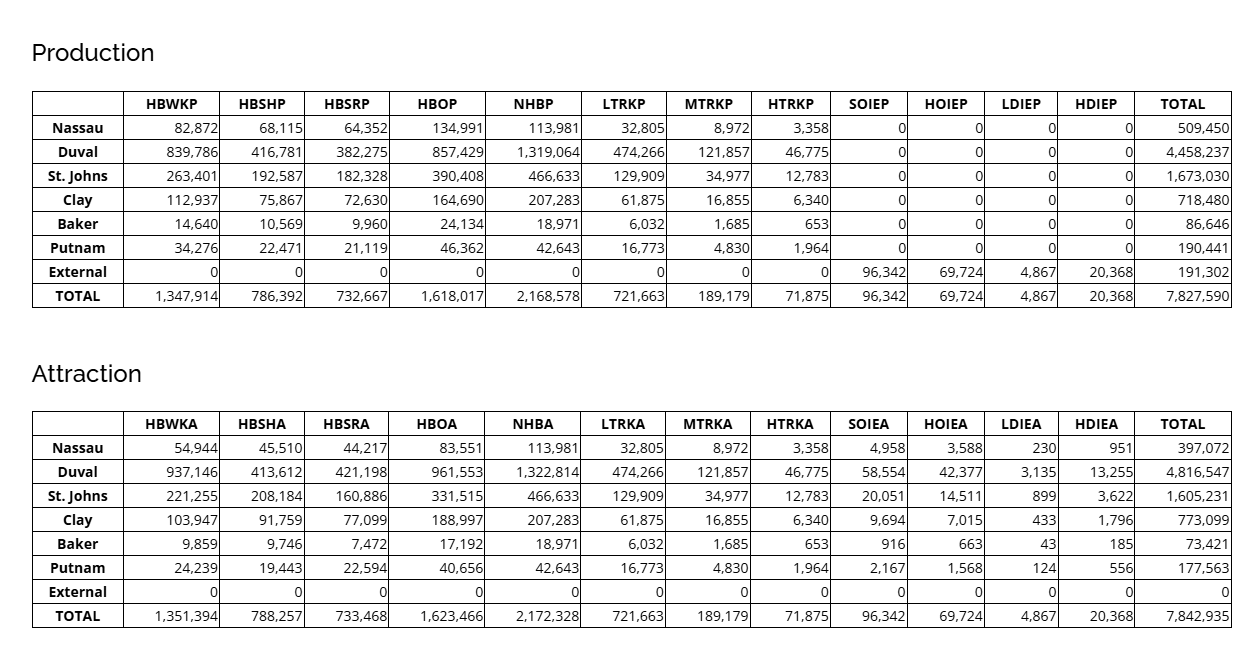 Production
HBWKP HBSHP HBSRP HBOP NHBP LTRKP MTRKP HTRKP SOIEP HOIEP LDIEP HDIEP TOTAL
Nassau 82,872 68,115 64,352 134,991 113,981 32,805 8,972 3,358 0 0 0 0 509,450
Duval 839,786 416,781 382,275 857,429 1,319,064 474,266 121,857 46,775 0 0 0 0 4,458,237
St. Johns 263,401 192,587 182,328 390,408 466,633 129,909 34,977 12,783 0 0 0 0 1,673,030
Clay 112,937 75,867 72,630 164,690 207,283 61,875 16,855 6,340 0 0 0 0 718,480
Baker 14,640 10,569 9,960 24,134 18,971 6,032 1,685 653 0 0 0 0 86,646
Putnam 34,276 22,471 21,119 46,362 42,643 16,773 4,830 1,964 0 0 0 0 190,441
External 0 0 0 0 0 0 0 0 96,342 69,724 4,867 20,368 191,302
TOTAL 1,347,914 786,392 732,667 1,618,017 2,168,578 721,663 189,179 71,875 96,342 69,724 4,867 20,368 7,827,590
Attraction
HBWKA HBSHA HBSRA HBOA NHBA LTRKA MTRKA HTRKA SOIEA HOIEA LDIEA HDIEA TOTAL
Nassau 54,944 45,510 44,217 83,551 113,981 32,805 8,972 3,358 4,958 3,588 230 951 397,072
Duval 937,146 413,612 421,198 961,553 1,322,814 474,266 121,857 46,775 58,554 42,377 3,135 13,255 4,816,547
St. Johns 221,255 208,184 160,886 331,515 466,633 129,909 34,977 12,783 20,051 14,511 899 3,622 1,605,231
Clay 103,947 91,759 77,099 188,997 207,283 61,875 16,855 6,340 9,694 7,015 433 1,796 773,099
Baker 9,859 9,746 7,472 17,192 18,971 6,032 1,685 653 916 663 43 185 73,421
Putnam 24,239 19,443 22,594 40,656 42,643 16,773 4,830 1,964 2,167 1,568 124 556 177,563
External 0 0 0 0 0 0 0 0 0 0 0 0 0
TOTAL 1,351,394 788,257 733,468 1,623,466 2,172,328 721,663 189,179 71,875 96,342 69,724 4,867 20,368 7,842,935